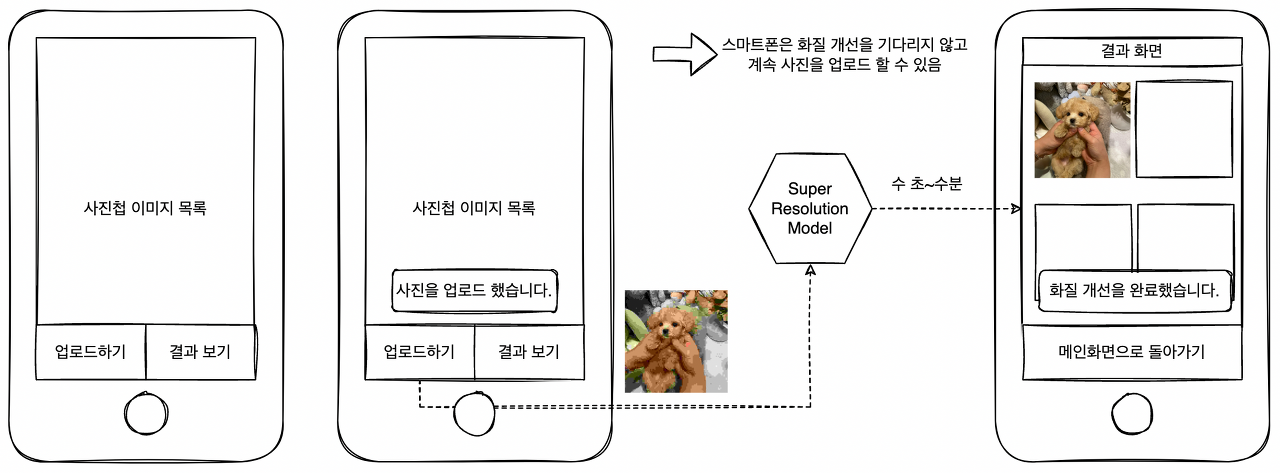 사진첩 이미지 목록
업로드하기
결과 보기
사진첩 이미지 목록
사진을 업로드 했습니다.
업로드하기
결과 보기
스마트폰은 화질 개선을 기다리지 않고
계속 사진을 업로드 할 수 있음
Super
Resolution
Model
수 초~수분
결과 화면
화질 개선을 완료했습니다.
메인화면으로 돌아가기